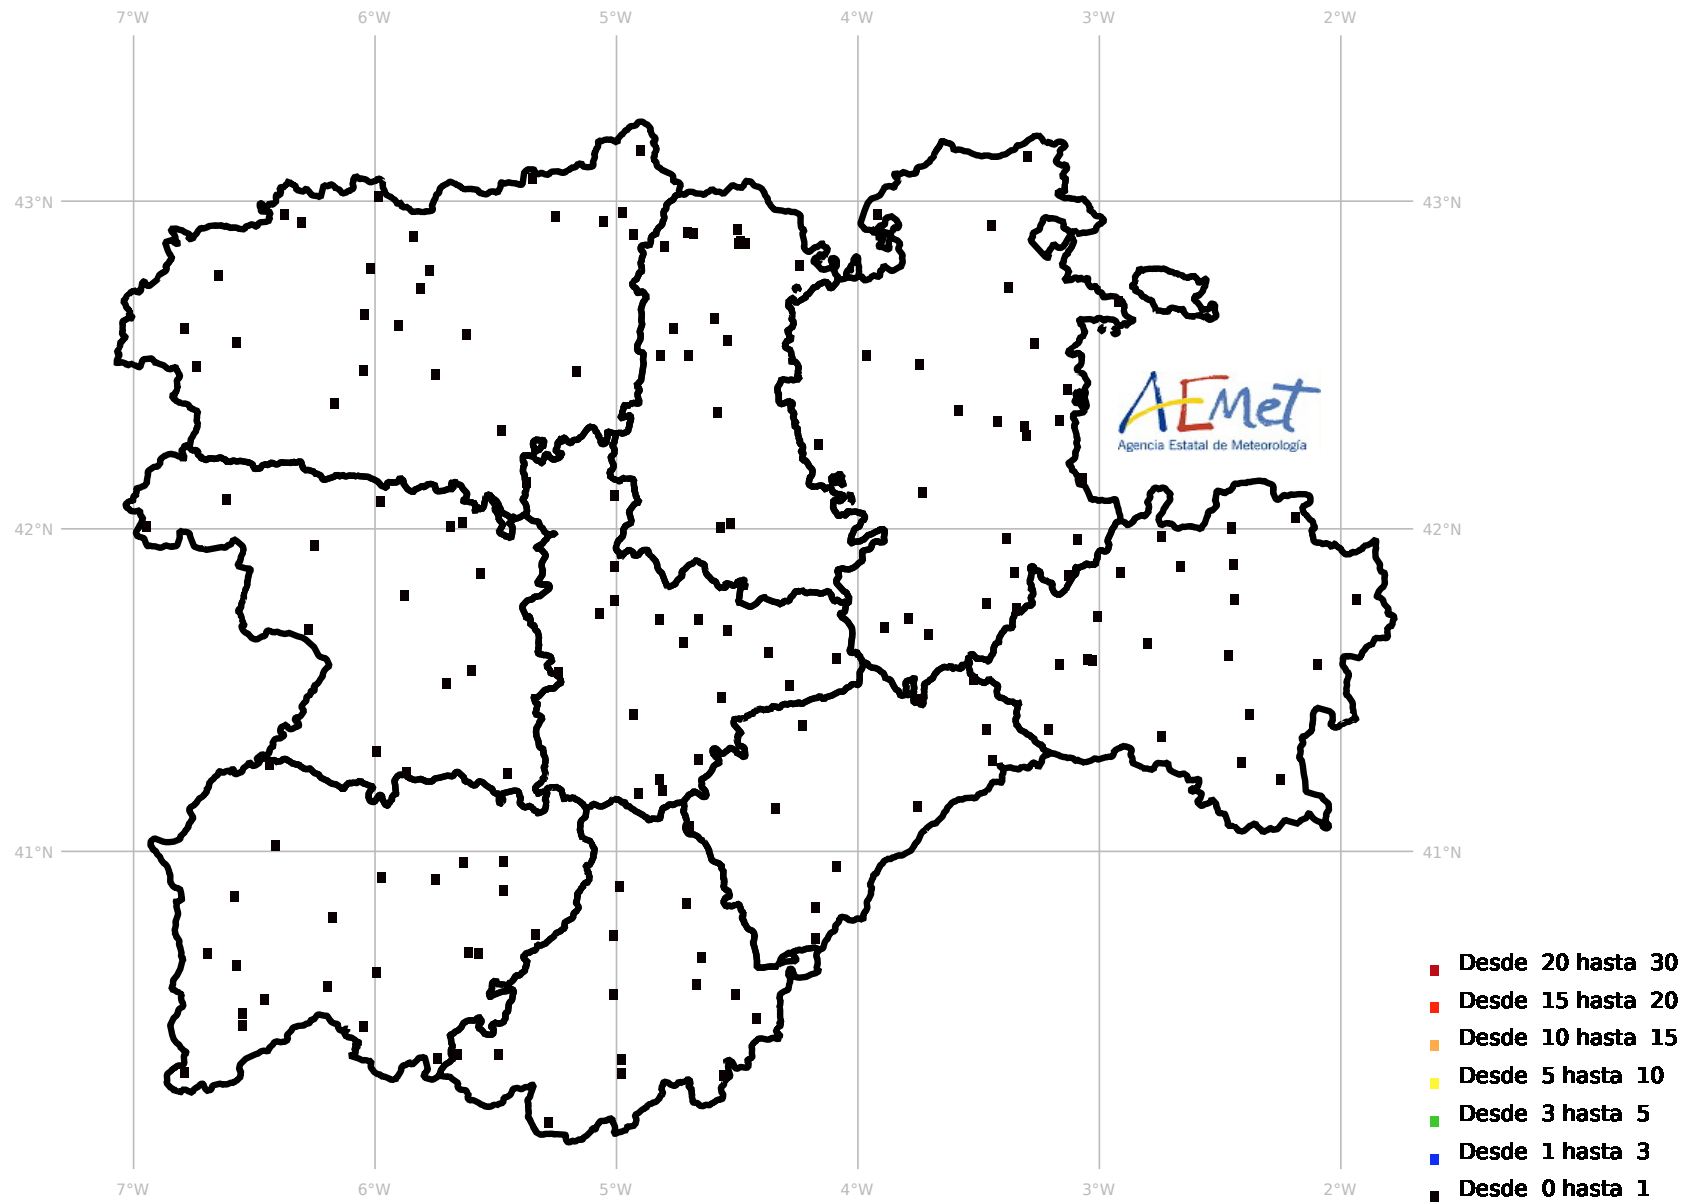 7°W 6°W 5°W 4°W 3°W 2°W
43°N 43°N
AEMet
Agencia Estatal de Meteorología
42°N 42°N
41°N 41°N
Desde 20 hasta 30
Desde 15 hasta 20
Desde 10 hasta 15
Desde 5 hasta 10
Desde 3 hasta 5
Desde 1 hasta 3
Desde 0 hasta 1
7°W 6°W 5°W 4°W 3°W 2°W